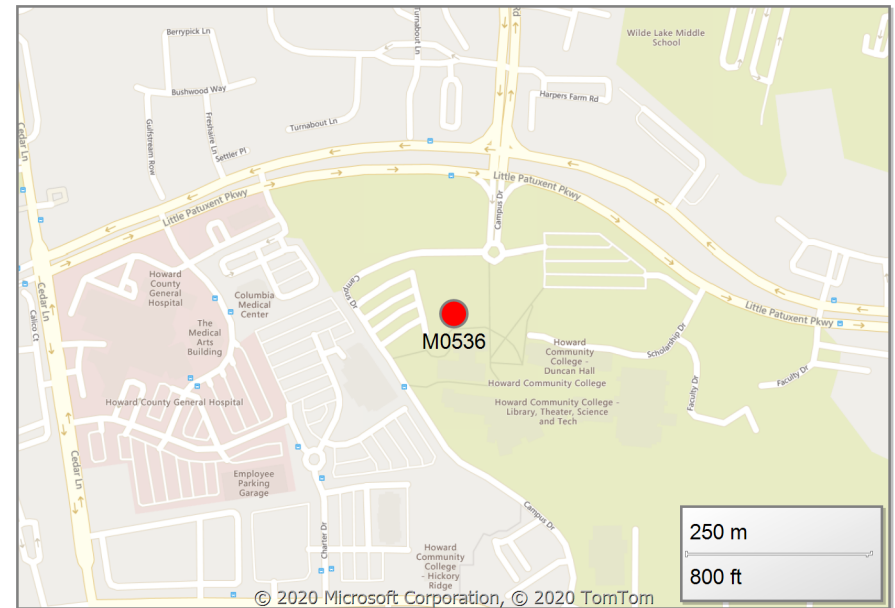 Berrypick Ln
Turnabout Ln
Wilde Lake Middle
School
Bushwood Way
Harpers Farm Rd
Gulfstream Row
Freshaire Ln
Turnabout Ln
Cedar Ln
Settler Pl
Little Patuxent Pkwy
Little Patuxent Pkwy
Campus Dr
Howard
County
General
Hospital
Cedar Ln
Columbia
Medical
Center
Campus Dr
Calico Ct
The
Medical
Arts
Building
M0536
Little Patuxent Pkwy
Scholarship Dr
Howard
Community
College -
Duncan Hall
Howard Community College
Faculty Dr
Faculty Dr
Howard County General Hospital
Howard Community College -
Library, Theater, Science
and Tech
Cedar Ln
Employee
Parking
Garage
Campus Dr
Charter Dr
Howard
Community
College
- Hickory
Ridge
250 m
800 ft
© 2020 Microsoft Corporation, © 2020 TomTom